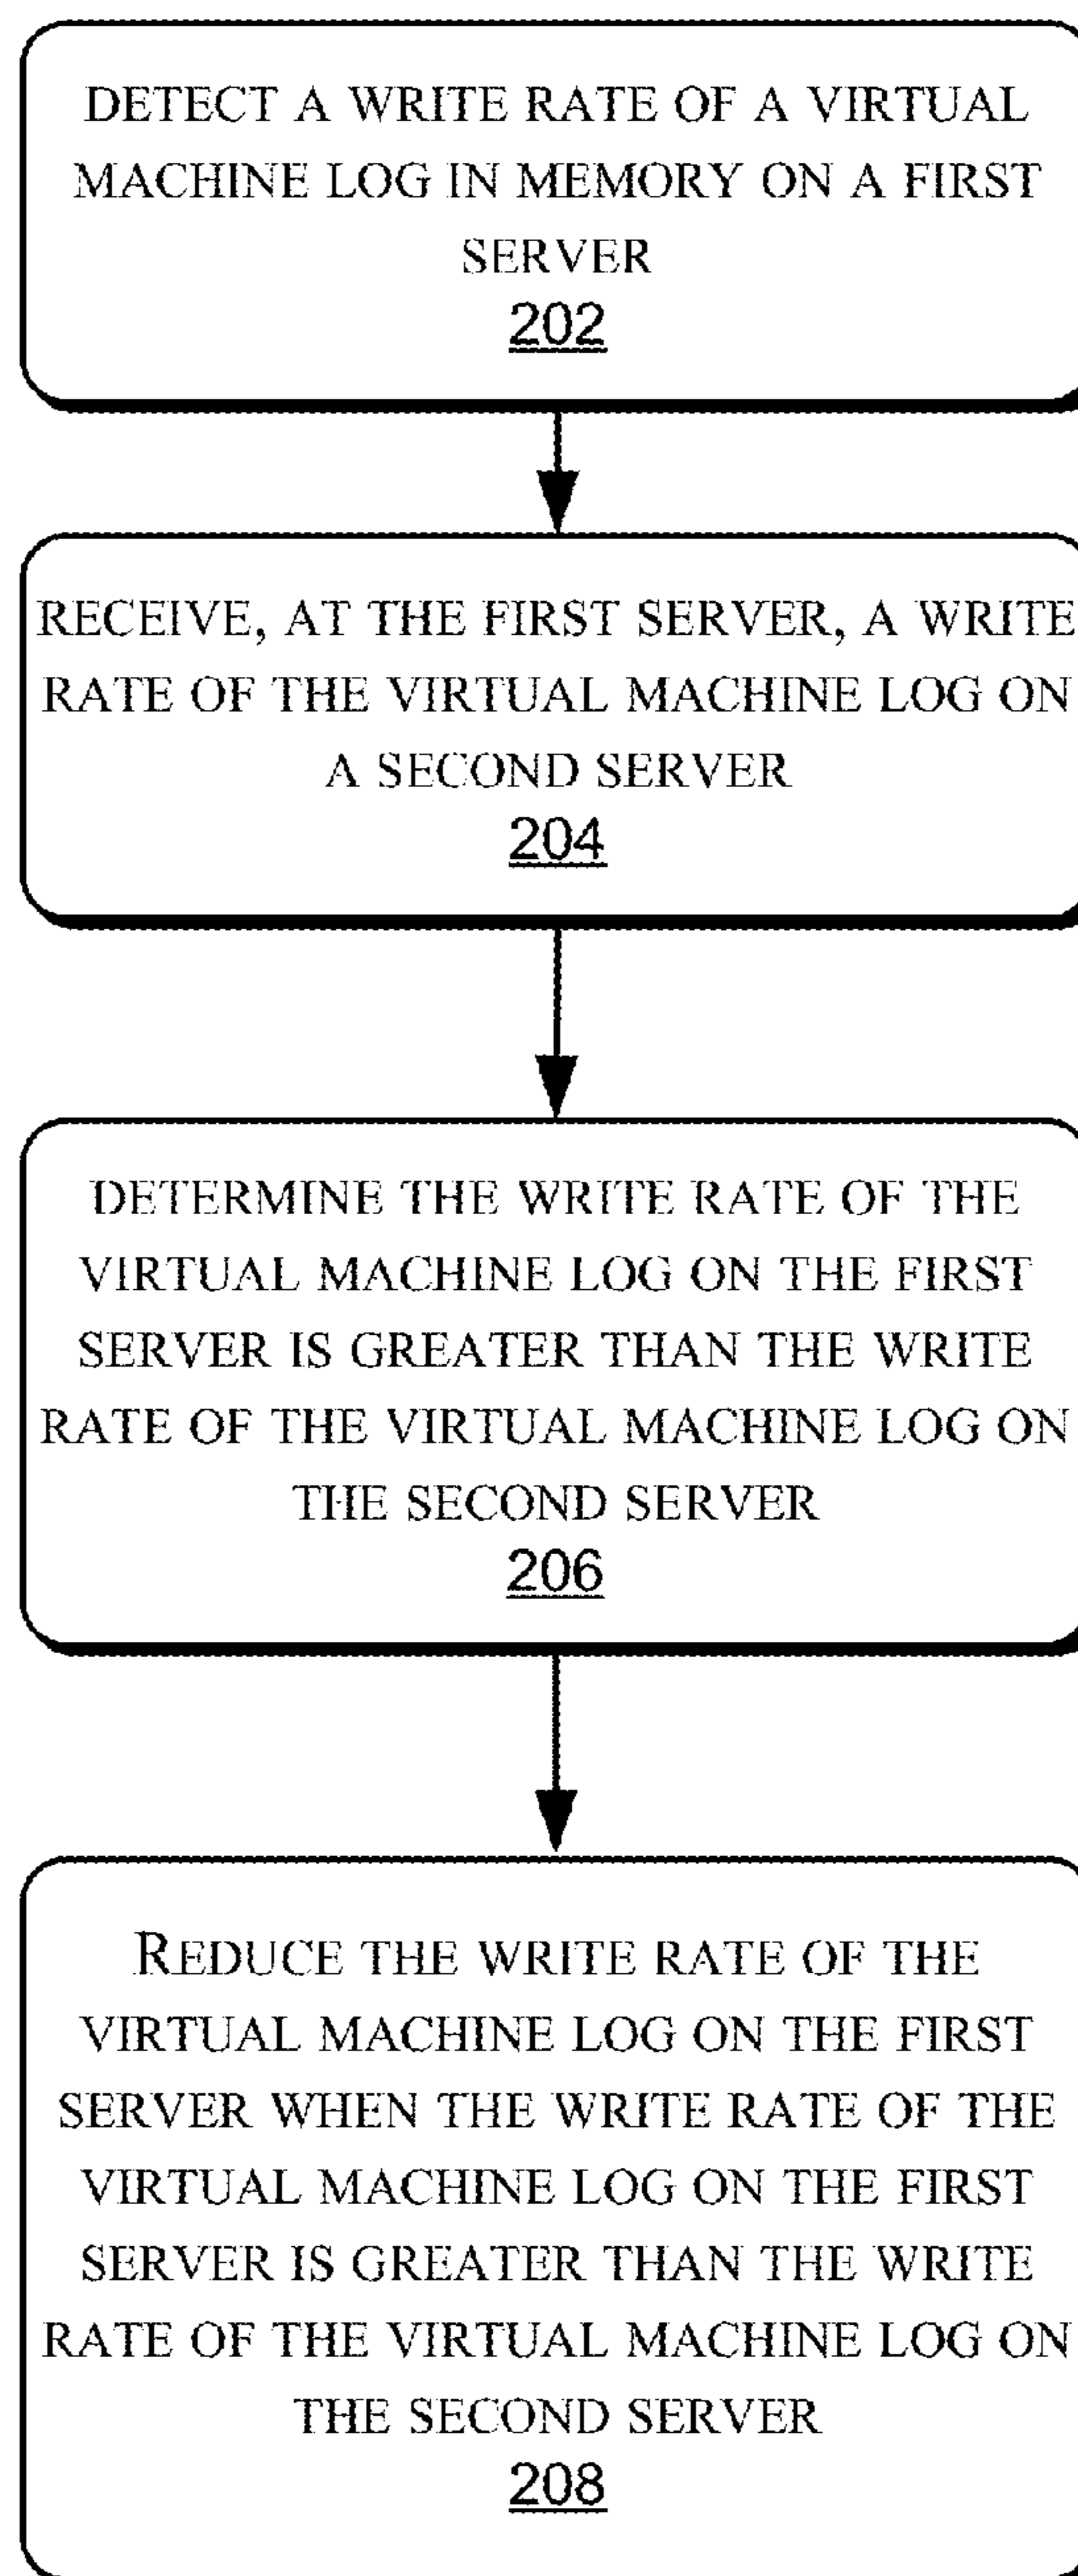 DETECT A WRITE RATE OF A VIRTUAL
MACHINE LOG IN MEMORY ON A FIRST
SERVER
202
RECEIVE, AT THE FIRST SERVER, A WRITE
RATE OF THE VIRTUAL MACHINE LOG ON
A SECOND SERVER
204
DETERMINE THE WRITE RATE OF THE
VIRTUAL MACHINE LOG ON THE FIRST
SERVER IS GREATER THAN THE WRITE
RATE OF THE VIRTUAL MACHINE LOG ON
THE SECOND SERVER
206
REDUCE THE WRITE RATE OF THE
VIRTUAL MACHINE LOG ON THE FIRST
SERVER WHEN THE WRITE RATE OF THE
VIRTUAL MACHINE LOG ON THE FIRST
SERVER IS GREATER THAN THE WRITE
RATE OF THE VIRTUAL MACHINE LOG ON
THE SECOND SERVER
208